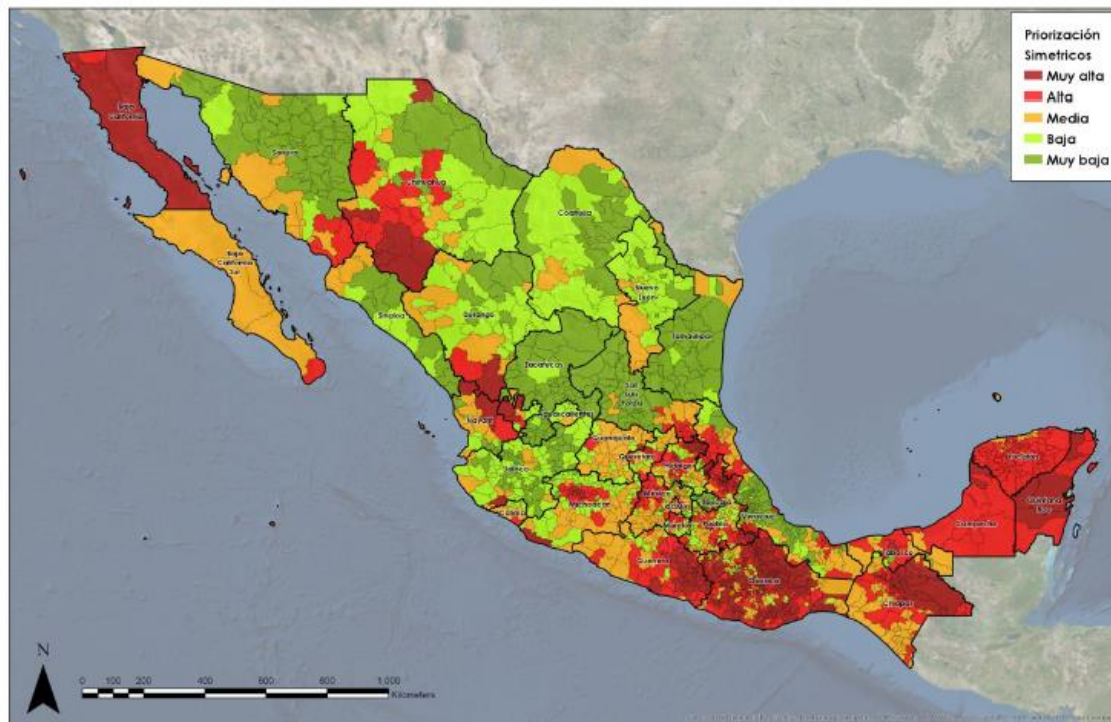 Priorización
Simetricos
Muy alta
Alta
Media
Baja
Muy baja
Baja
California
Sonora
Chihuahua
Coahuila
Baja
California
Sur
Nuevo
León
Sinaloa
Durango
Tamaulipas
Zacatecas
San
Luis
Potosí
Nayarit
Aguascalientes
Guanajuato
Querétaro
Hidalgo
Jalisco
Yucatán
Quintana
Roo
México
Colima
Michoacán
Veracruz
Campeche
Puebla
Tabasco
Guerrero
Oaxaca
Chiapas
N
0 100 200 400 600 800 1,000
Kilometers